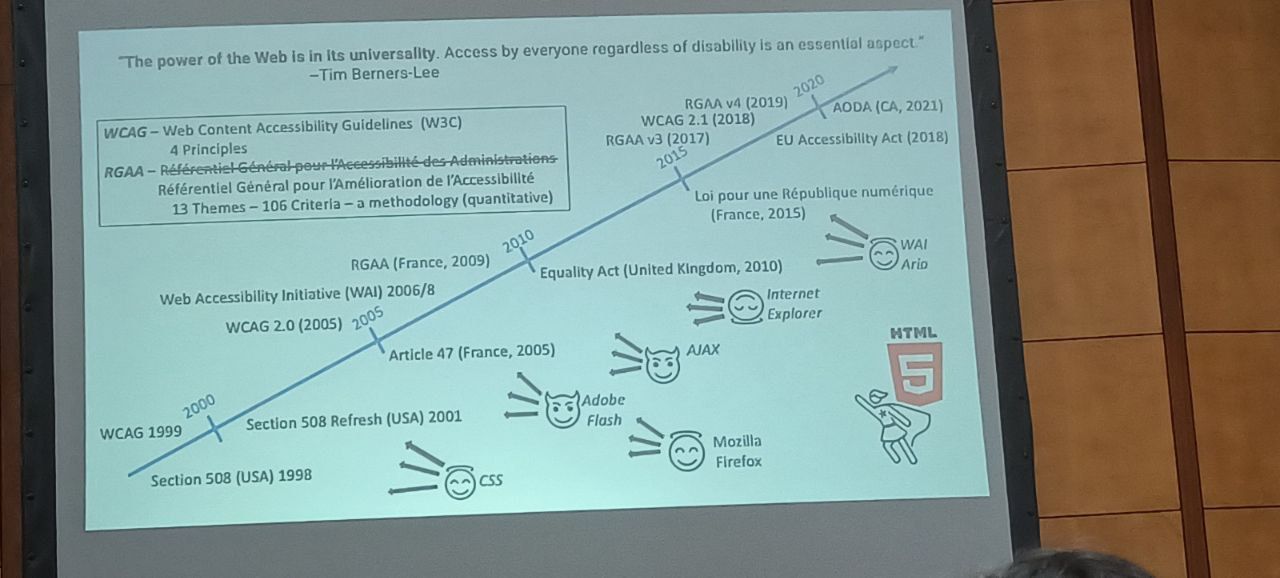 "The power of the Web is in its universality. Access by everyone regardless of disability is an essential aspect."
–Tim Berners-Lee
WCAG – Web Content Accessibility Guidelines (W3C)
4 Principles
RGAA – Référentiel Général pour l'Accessibilité des Administrations
Référentiel Général pour l'Amélioration de l'Accessibilité
13 Themes – 106 Criteria – a methodology (quantitative)
2020
RGAA v4 (2019)
AODA (CA, 2021)
WCAG 2.1 (2018)
RGAA v3 (2017)
EU Accessibility Act (2018)
2015
Loi pour une République numérique
(France, 2015)
2010
RGAA (France, 2009)
Equality Act (United Kingdom, 2010)
WAI
Ario
Web Accessibility Initiative (WAI) 2006/8
Internet
Explorer
WCAG 2.0 (2005)
2005
Article 47 (France, 2005)
AJAX
HTML
5
2000
WCAG 1999
Section 508 Refresh (USA) 2001
Adobe
Flash
Mozilla
Firefox
Section 508 (USA) 1998
CSS